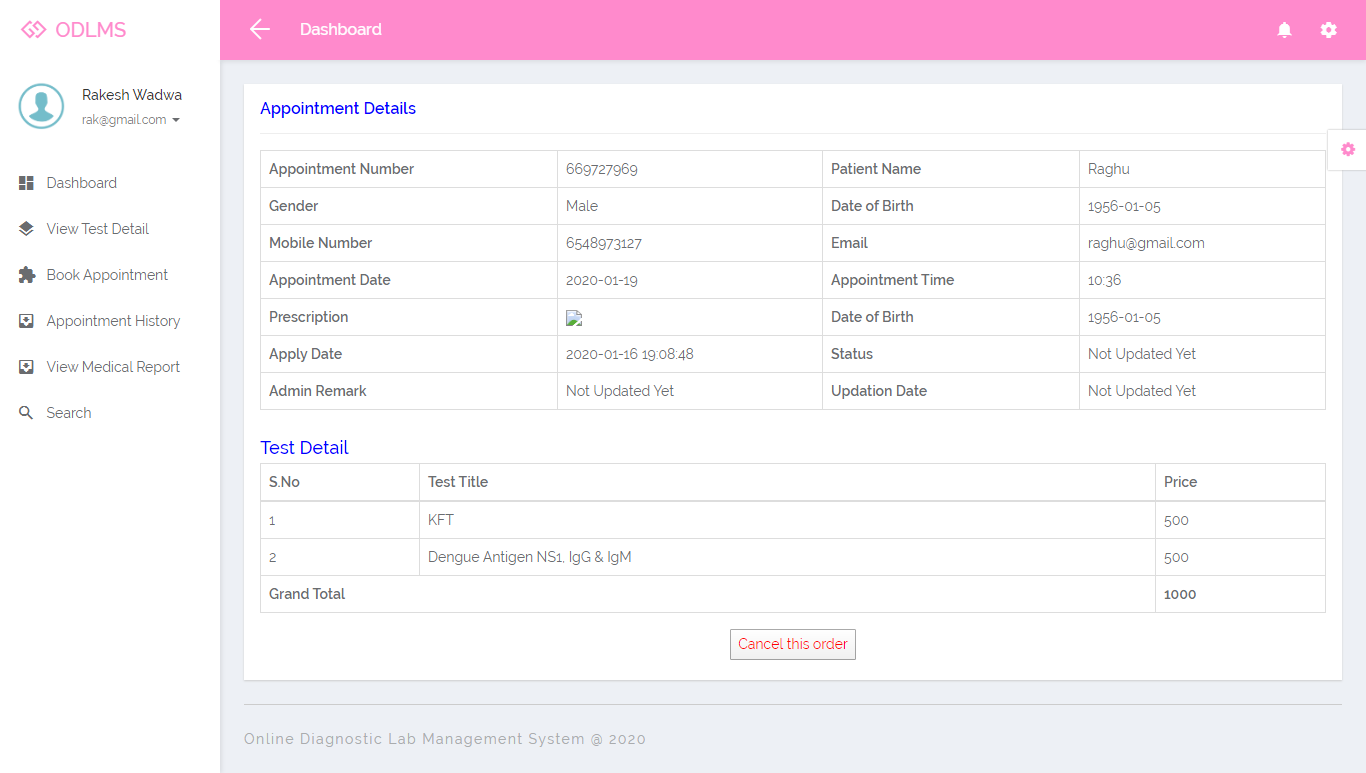 ODLMS
Dashboard
Rakesh Wadwa
rak@gmail.com
Dashboard
View Test Detail
Book Appointment
Appointment History
View Medical Report
Search
Appointment Details
Appointment Number 669727969 Patient Name Raghu
Gender Male Date of Birth 1956-01-05
Mobile Number 6548973127 Email raghu@gmail.com
Appointment Date 2020-01-19 Appointment Time 10:36
Prescription Date of Birth 1956-01-05
Apply Date 2020-01-16 19:08:48 Status Not Updated Yet
Admin Remark Not Updated Yet Updation Date Not Updated Yet
Test Detail
S.No Test Title Price
1 KFT 500
2 Dengue Antigen NS1, IgG & IgM 500
Grand Total 1000
Cancel this order
Online Diagnostic Lab Management System @ 2020